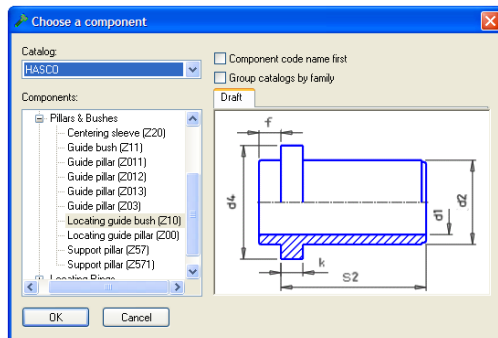 Choose a component
Catalog:
HASCO
Component code name first
Group catalogs by family
Components:
Draft
Pillars & Bushes
Centering sleeve (Z20)
Guide bush (Z11)
Guide pillar (Z011)
Guide pillar (Z012)
Guide pillar (Z013)
Guide pillar (Z03)
Locating guide bush (Z10)
Locating guide pillar (Z00)
Support pillar (Z57)
Support pillar (Z571)
Locating Rings
f
d4
d1
d2
k
S2
OK
Cancel